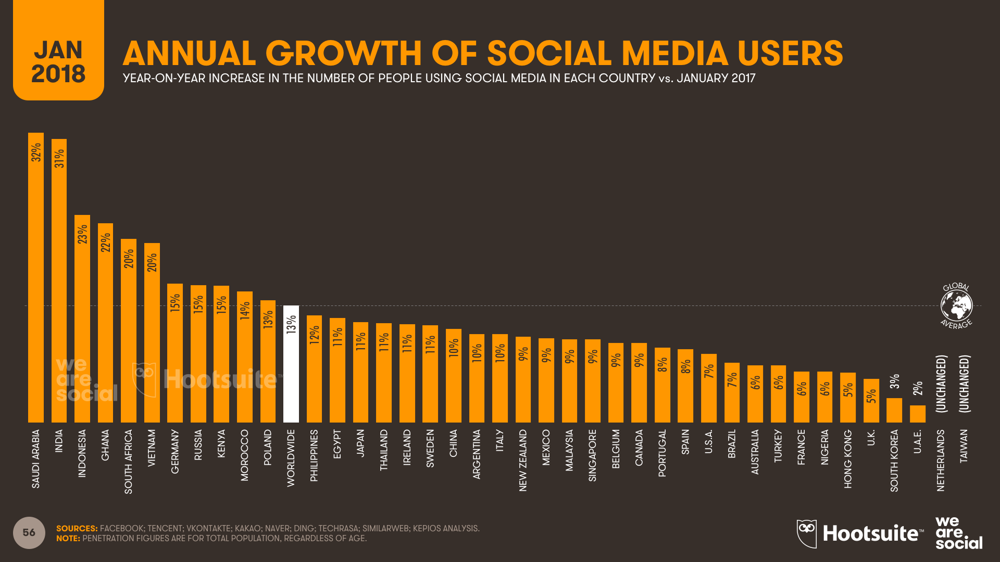 JAN
2018
ANNUAL GROWTH OF SOCIAL MEDIA USERS
YEAR-ON-YEAR INCREASE IN THE NUMBER OF PEOPLE USING SOCIAL MEDIA IN EACH COUNTRY vs. JANUARY 2017
32%
31%
23%
22%
20%
20%
15%
15%
15%
14%
13%
13%
12%
11%
11%
11%
11%
11%
10%
10%
10%
9%
9%
9%
9%
9%
9%
8%
8%
7%
7%
6%
6%
6%
6%
5%
5%
3%
2%
(UNCHANGED)
(UNCHANGED)
GLOBAL
AVERAGE
we
are
social
Hootsuite™
SAUDI ARABIA
INDIA
INDONESIA
GHANA
SOUTH AFRICA
VIETNAM
GERMANY
RUSSIA
KENYA
MOROCCO
POLAND
WORLDWIDE
PHILIPPINES
EGYPT
JAPAN
THAILAND
IRELAND
SWEDEN
CHINA
ARGENTINA
ITALY
NEW ZEALAND
MEXICO
MALAYSIA
SINGAPORE
BELGIUM
CANADA
PORTUGAL
SPAIN
U.S.A.
BRAZIL
AUSTRALIA
TURKEY
FRANCE
NIGERIA
HONG KONG
U.K.
SOUTH KOREA
U.A.E.
NETHERLANDS
TAIWAN
56
SOURCES: FACEBOOK; TENCENT; VKONTAKTE; KAKAO; NAVER; DING; TECHRASA; SIMILARWEB; KEPIOS ANALYSIS.
NOTE: PENETRATION FIGURES ARE FOR TOTAL POPULATION, REGARDLESS OF AGE.
Hootsuite™
we
are.
social